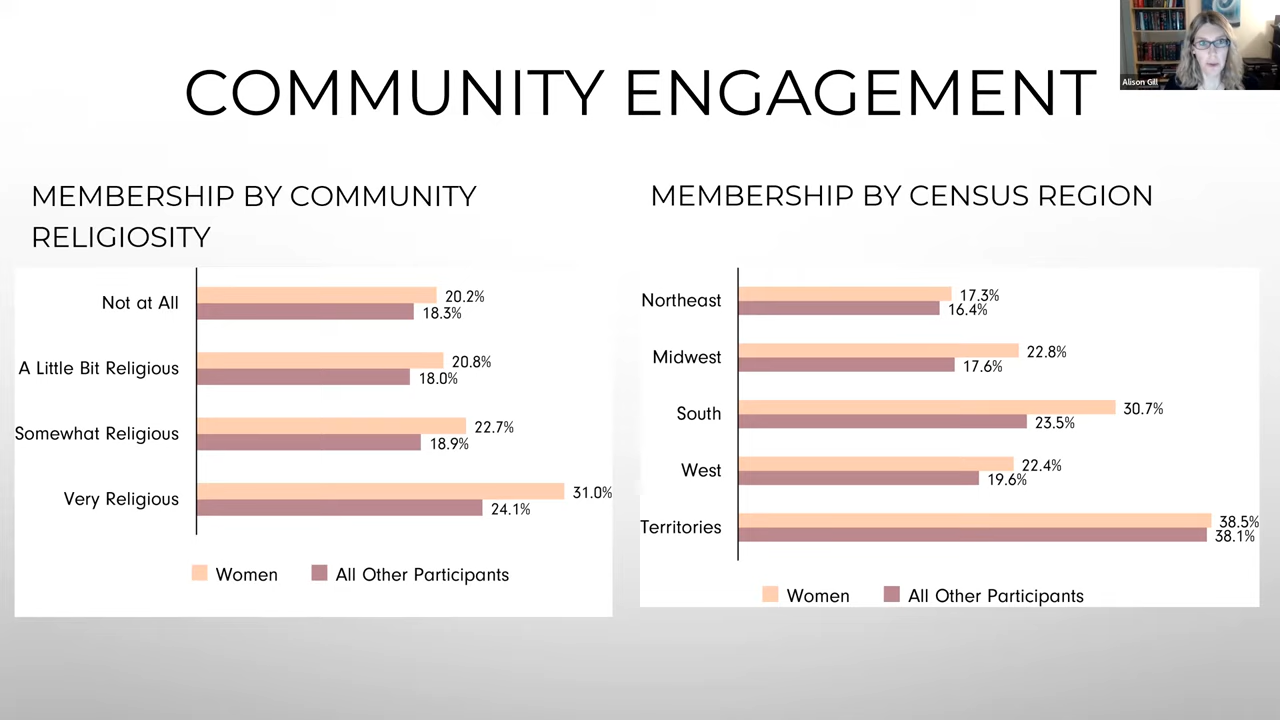 Alison Gill
COMMUNITY ENGAGEMENT
MEMBERSHIP BY COMMUNITY
RELIGIOSITY
Not at All
20.2%
18.3%
A Little Bit Religious
20.8%
18.0%
Somewhat Religious
22.7%
18.9%
Very Religious
31.0%
24.1%
Women
All Other Participants
MEMBERSHIP BY CENSUS REGION
Northeast
17.3%
16.4%
Midwest
22.8%
17.6%
South
30.7%
23.5%
West
22.4%
19.6%
Territories
38.5%
38.1%
Women
All Other Participants